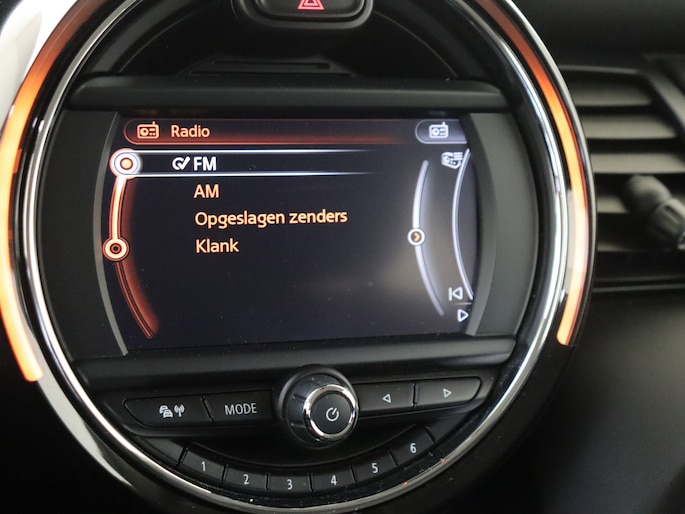 Radio
FM
AM
Opgeslagen zenders
Klank
MODE
1 2 3 4 5 6